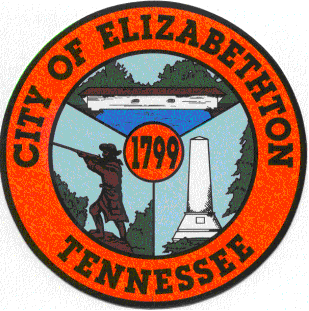 CITY OF ELIZABETHTON
1799
TENNESSEE